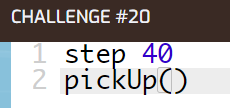 CHALLENGE #20
1 step 40
2 pickUp()